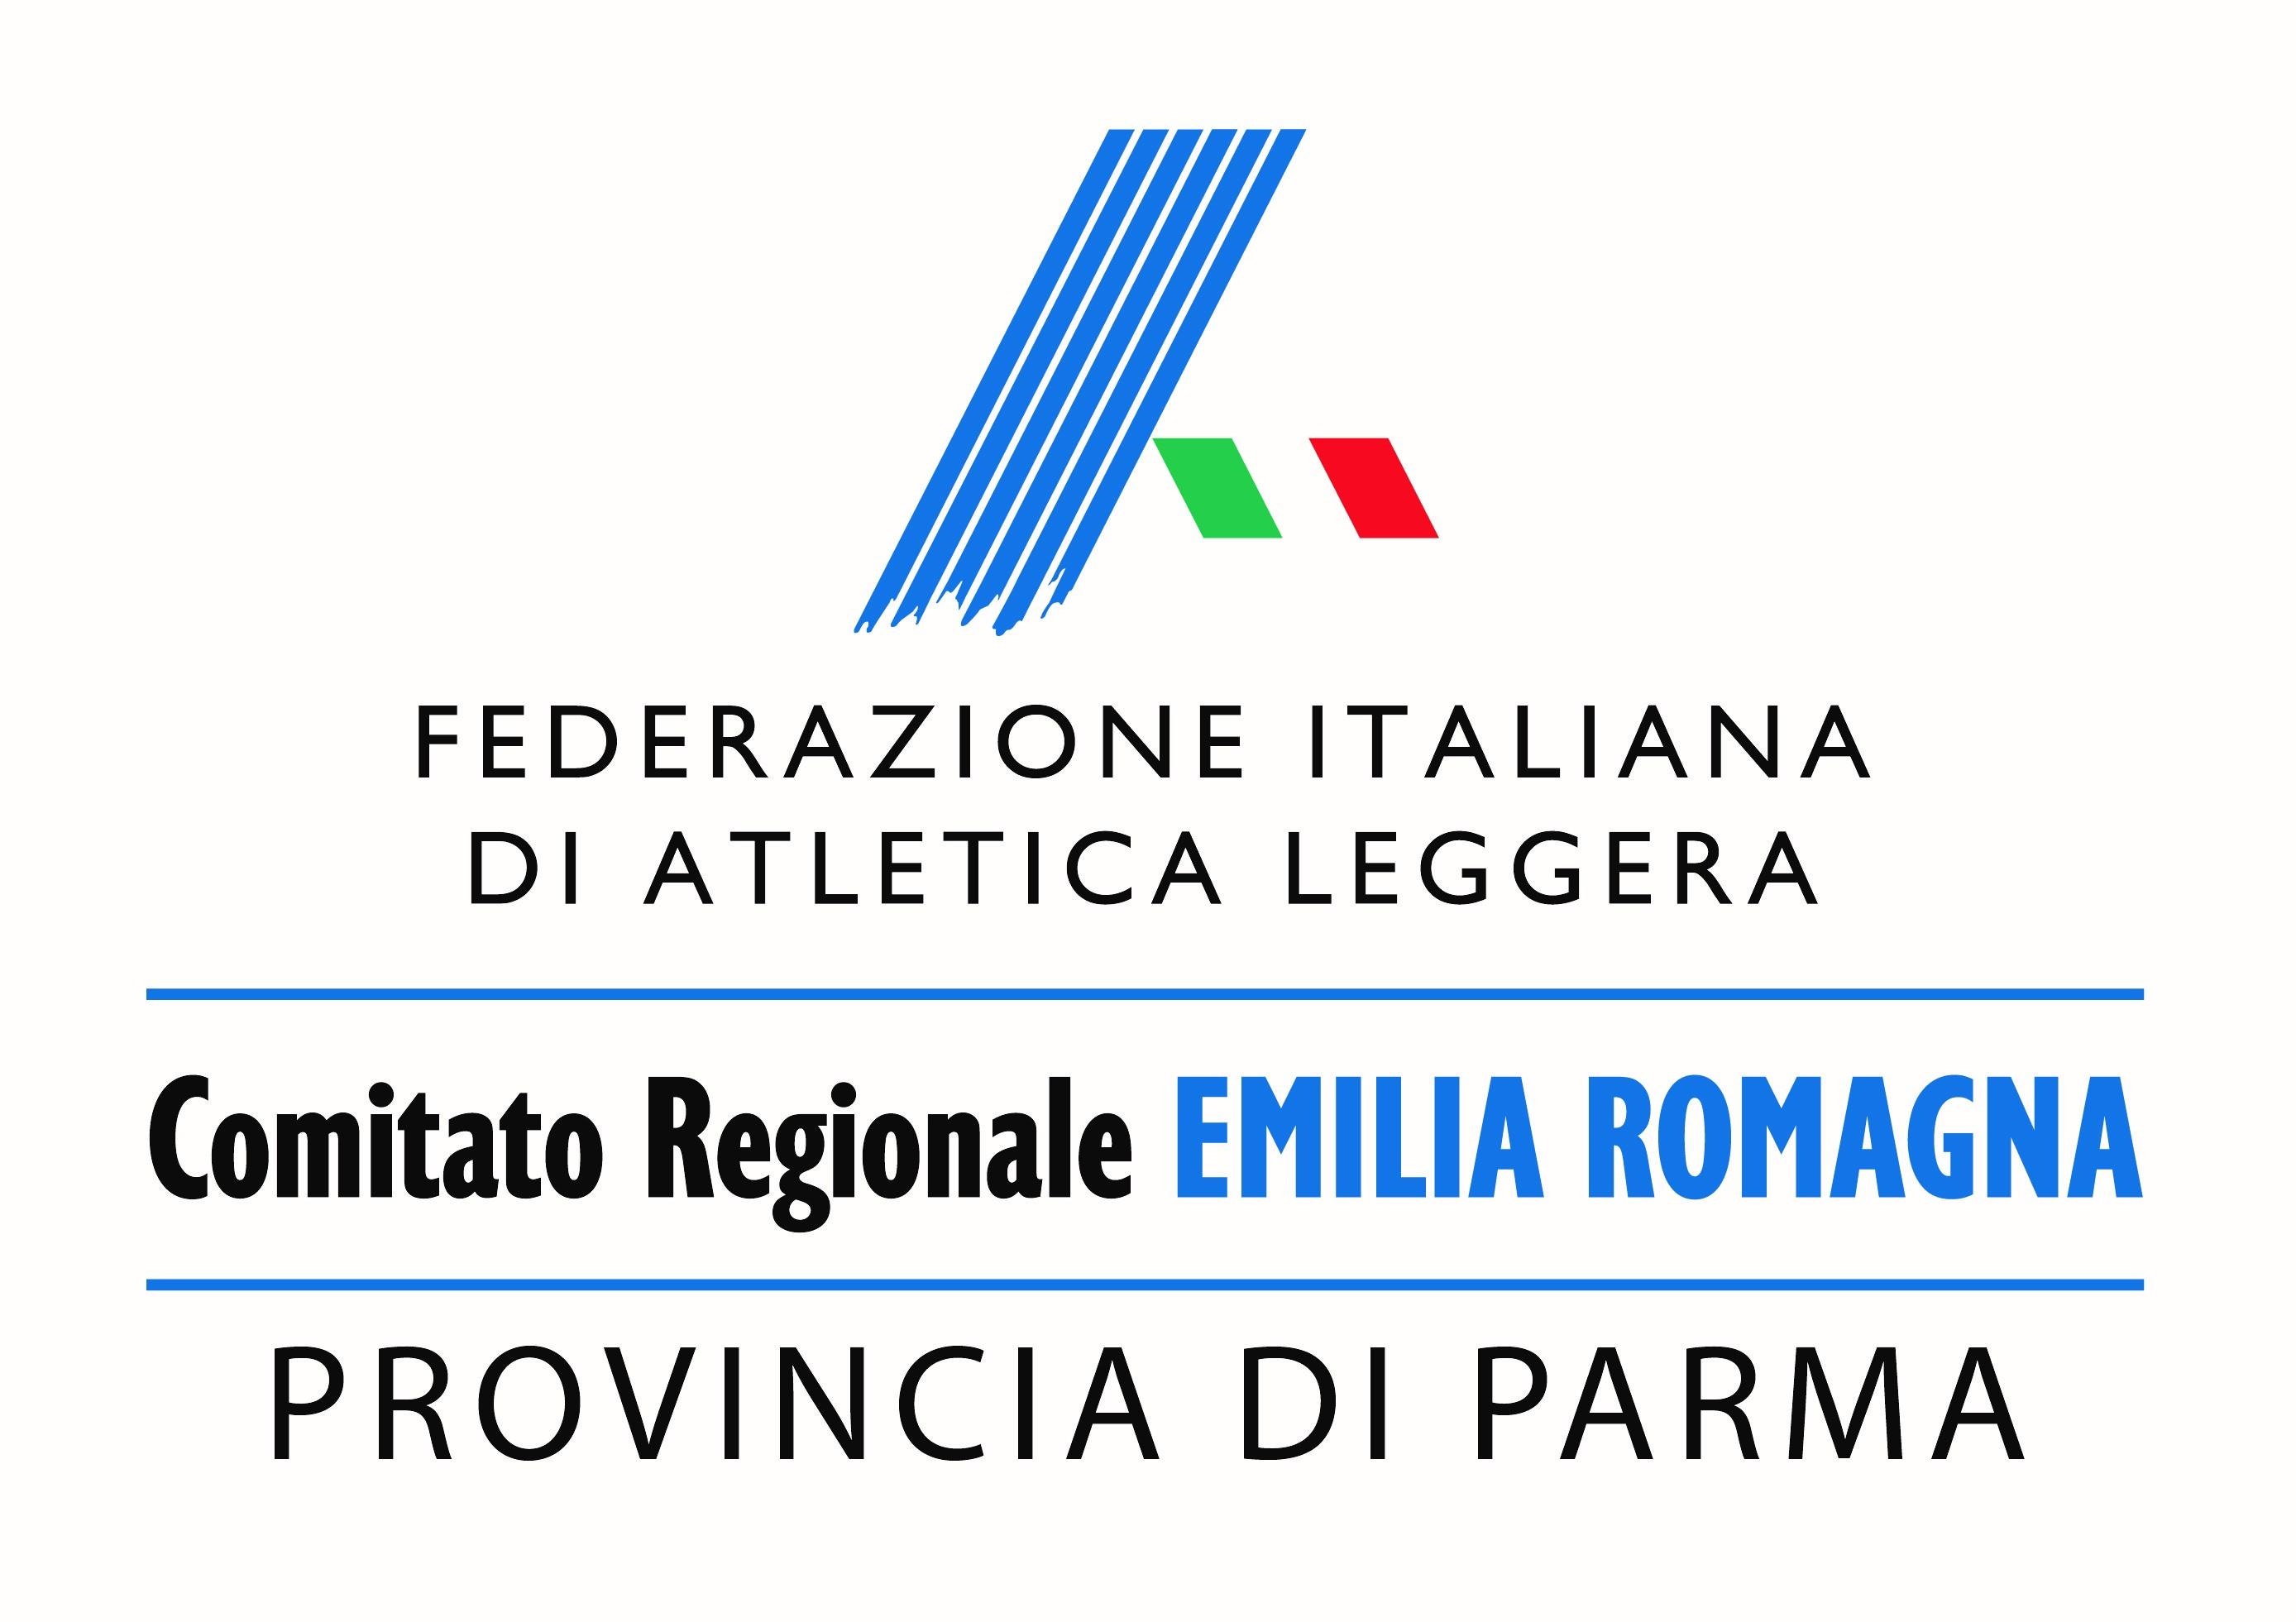 FEDERAZIONE ITALIANA
DI ATLETICA LEGGERA
Comitato Regionale EMILIA ROMAGNA
PROVINCIA DI PARMA